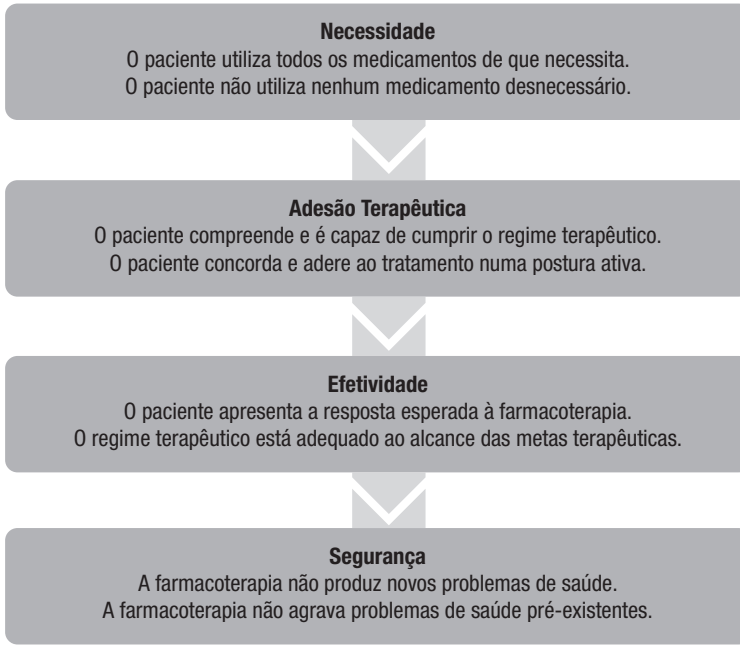 Necessidade
O paciente utiliza todos os medicamentos de que necessita.
O paciente não utiliza nenhum medicamento desnecessário.
Adesão Terapêutica
O paciente compreende e é capaz de cumprir o regime terapêutico.
O paciente concorda e adere ao tratamento numa postura ativa.
Efetividade
O paciente apresenta a resposta esperada à farmacoterapia.
O regime terapêutico está adequado ao alcance das metas terapêuticas.
Segurança
A farmacoterapia não produz novos problemas de saúde.
A farmacoterapia não agrava problemas de saúde pré-existentes.